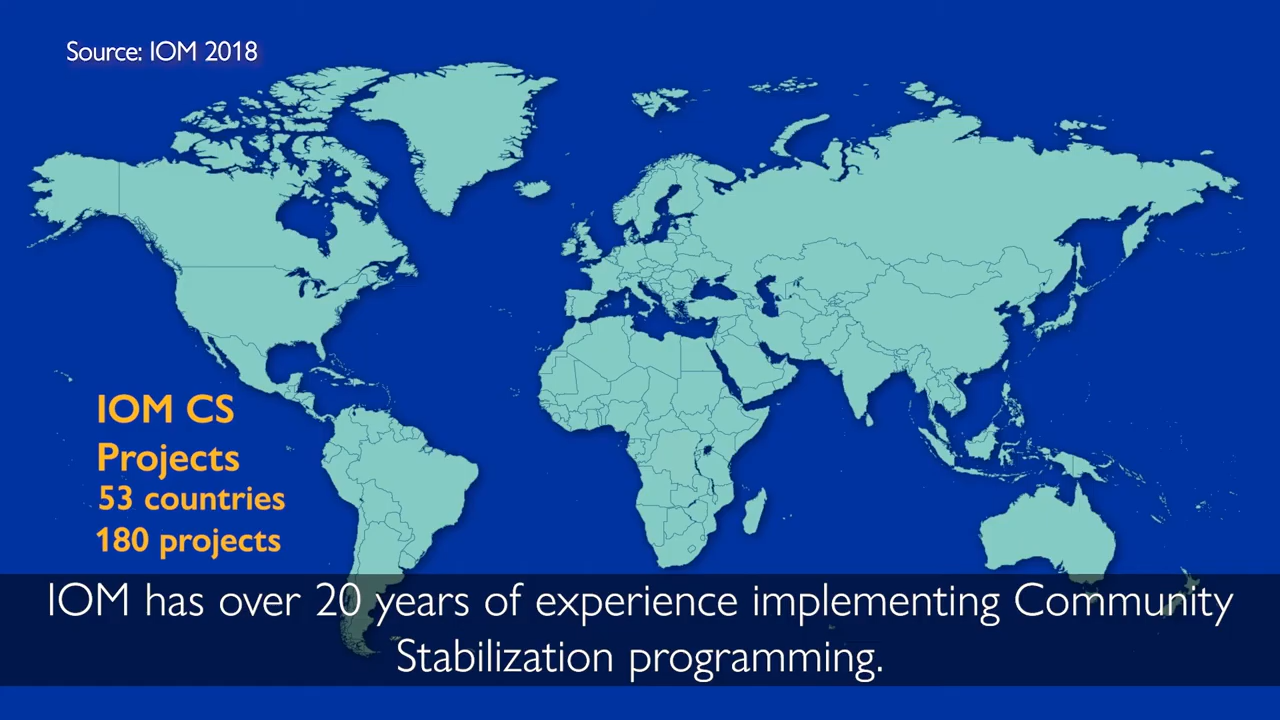 Source: IOM 2018
IOM CS
Projects
53 countries
180 projects
IOM has over 20 years of experience implementing Community
Stabilization programming.